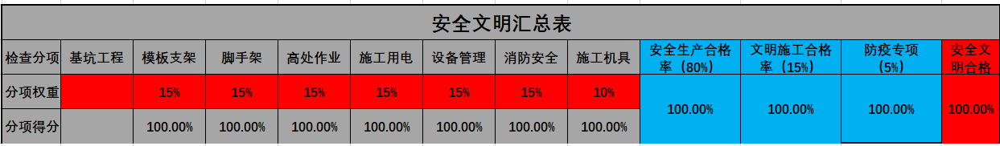 安全文明汇总表
检查分项 基坑工程 模板支架 脚手架 高处作业 施工用电 设备管理 消防安全 施工机具 安全生产合格率（80%） 文明施工合格率（15%） 防疫专项（5%） 安全文明合格
分项权重 15% 15% 15% 15% 15% 15% 10% 100.00% 100.00% 100.00% 100.00%
分项得分 100.00% 100.00% 100.00% 100.00% 100.00% 100.00% 100.00%